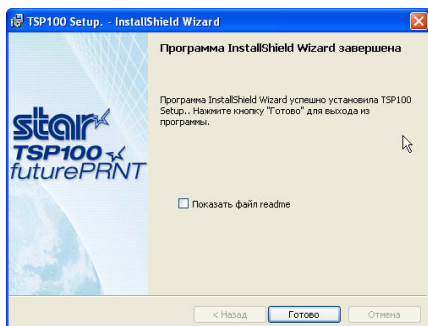 TSP100 Setup. - InstallShield Wizard
Программа InstallShield Wizard завершена
Программа InstallShield Wizard успешно установила TSP100
Setup.. Нажмите кнопку "Готово" для выхода из
программы.
star
TSP100
futurePRNT
Показать файл readme
< Назад
Готово
Отмена